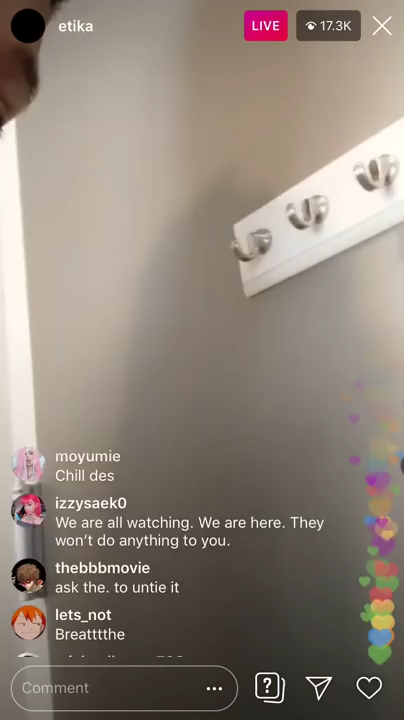 etika
LIVE
17.3K
moyumie
Chill des
izzysaek0
We are all watching. We are here. They
won't do anything to you.
thebbbmovie
ask the. to untie it
lets_not
Breatttthe
Comment